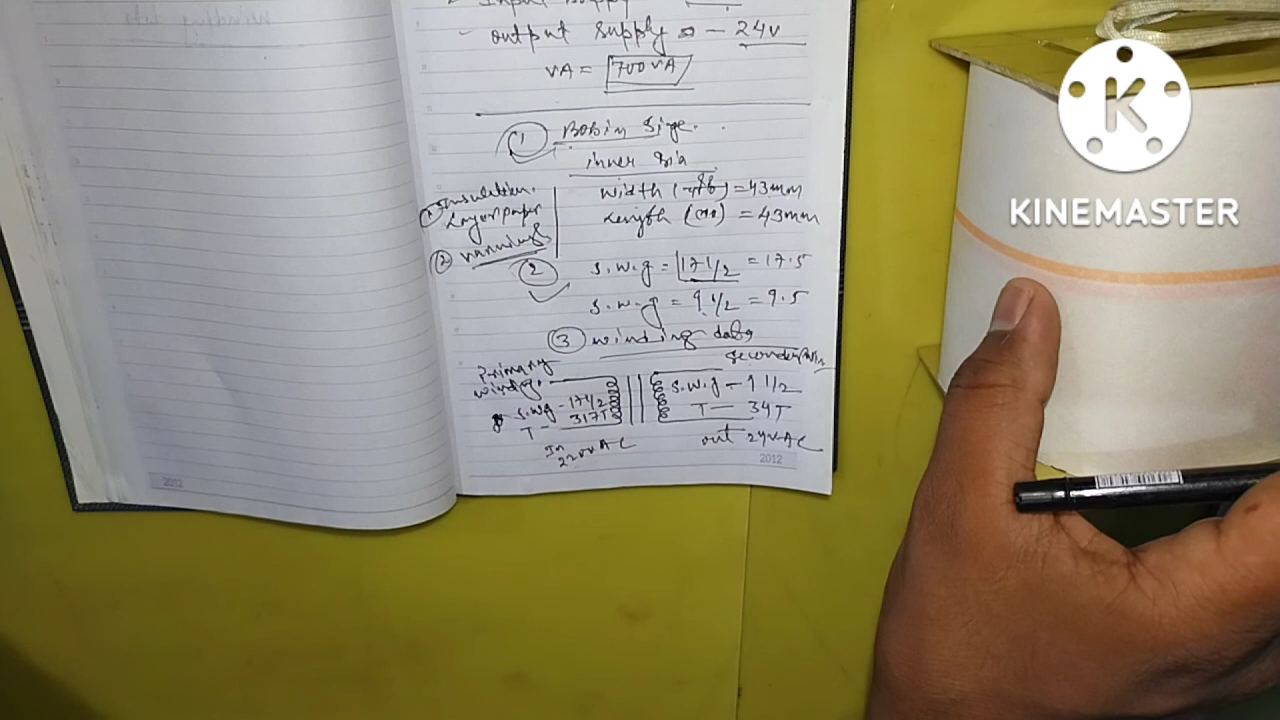 Input supply
output supply - 24v
VA = 700 VA
1 Bobin Size.
inner Dia
1 Insulation.
Layer paper
2 
width = 43mm
Length = 43mm
2
S.W.g = 17 1/2 = 17.5
S.W.g = 9 1/2 = 9.5
3 winding data
Primary
winding.
S.W.g - 17 1/2
T - 317T
In
220V AC
S.W.g - 9 1/2
T - 34T
out 24V AC
2012
2012
K
KINEMASTER